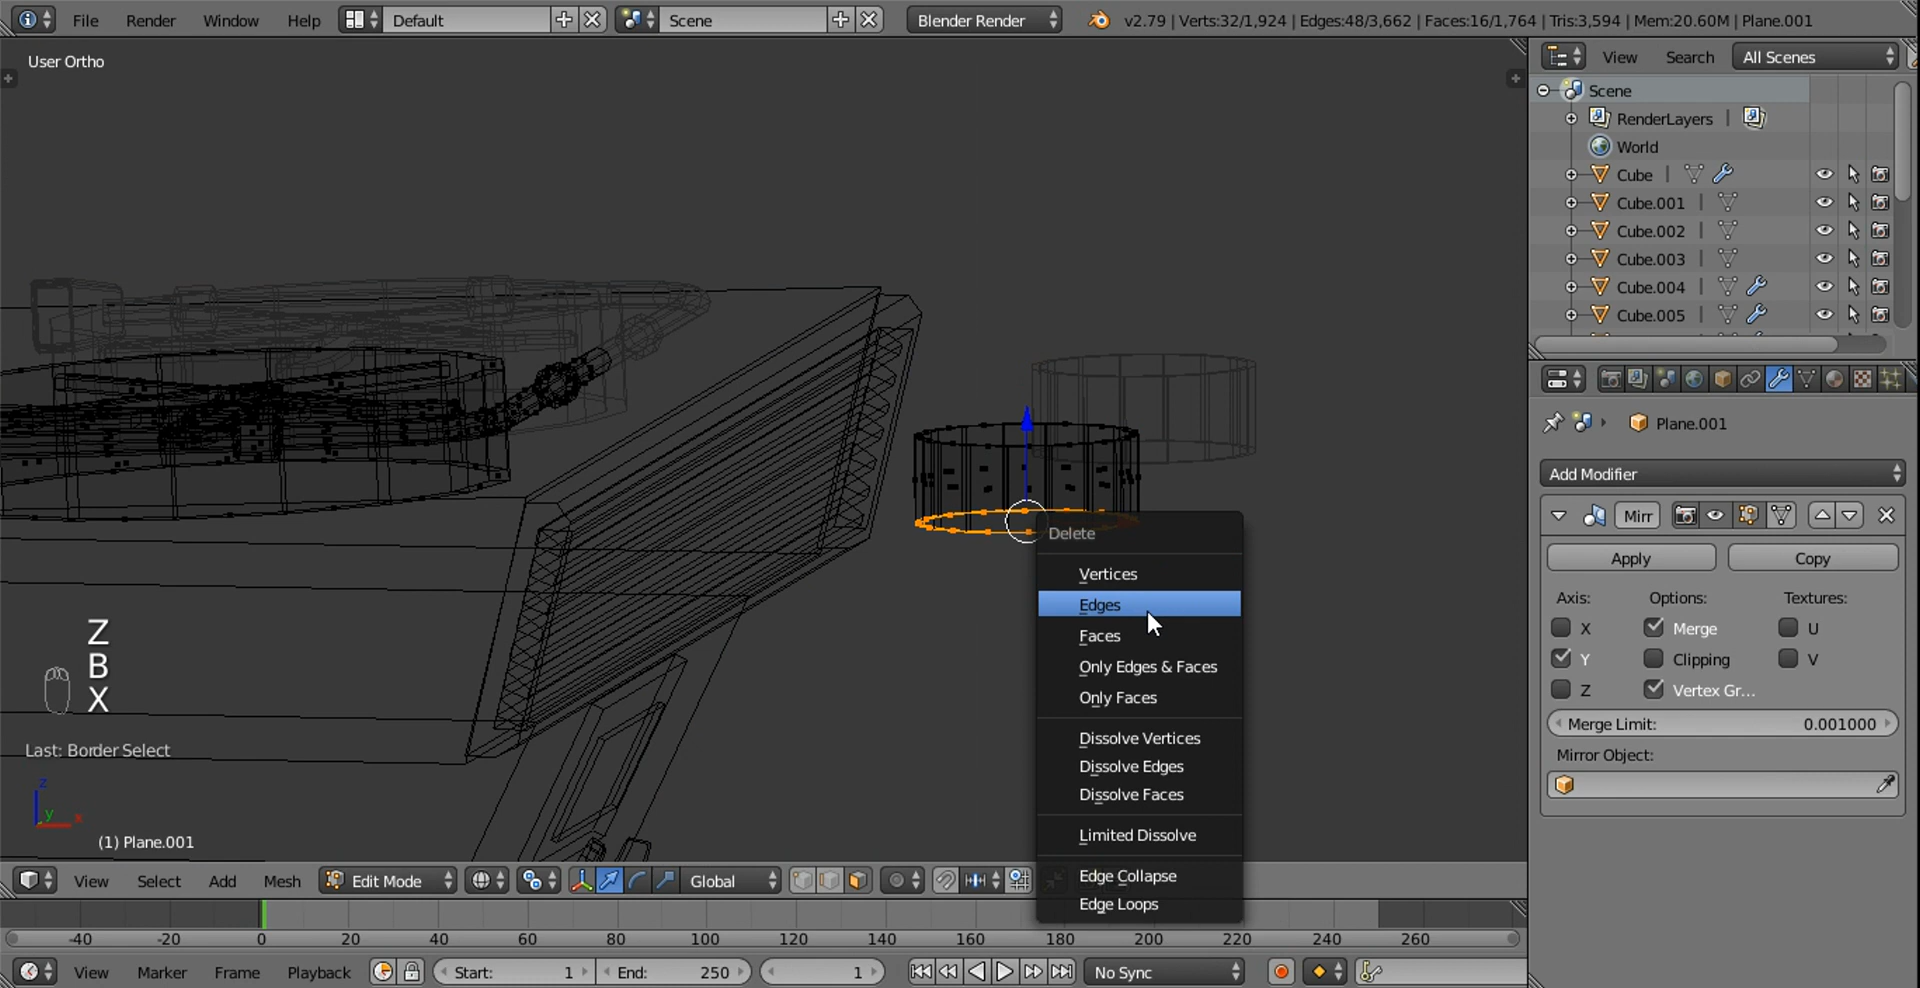 File Render Window Help Default Scene Blender Render v2.79 | Verts:32/1,924 | Edges:48/3,662 | Faces:16/1,764 | Tris:3,594 | Mem:20.60M | Plane.001
User Ortho
View Search All Scenes
Scene
RenderLayers |
World
Cube |
Cube.001 |
Cube.002 |
Cube.003 |
Cube.004 |
Cube.005 |
Plane.001
Add Modifier
Mirr
Apply Copy
Axis: Options: Textures:
X Merge U
Y Clipping V
Z Vertex Gr...
Merge Limit: 0.001000
Mirror Object:
Delete
Vertices
Edges
Faces
Only Edges & Faces
Only Faces
Dissolve Vertices
Dissolve Edges
Dissolve Faces
Limited Dissolve
Edge Collapse
Edge Loops
Z
B
X
Last: Border Select
z
y x
(1) Plane.001
View Select Add Mesh Edit Mode Global
-40 -20 0 20 40 60 80 100 120 140 160 180 200 220 240 260
View Marker Frame Playback Start: 1 End: 250 1 No Sync